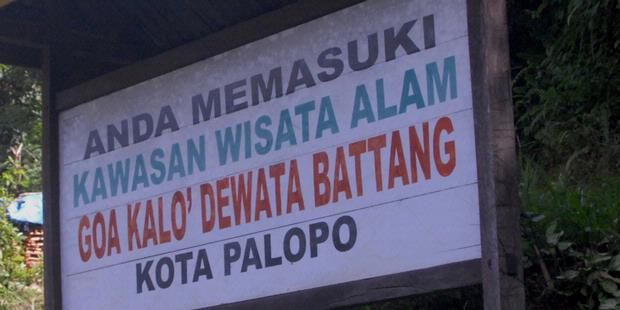 ANDA MEMASUKI
KAWASAN WISATA ALAM
GOA KALO' DEWATA BATTANG
KOTA PALOPO